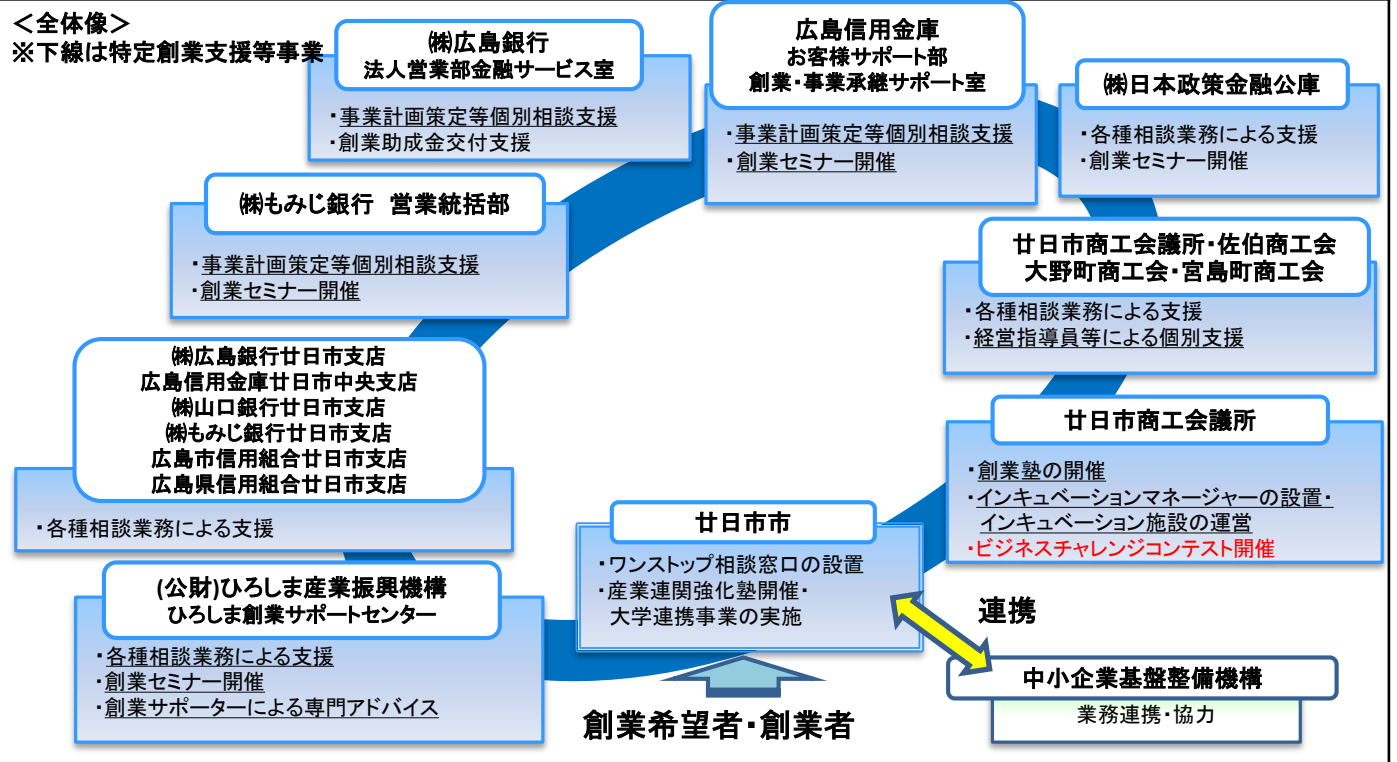 ＜全体像＞
※下線は特定創業支援等事業
㈱広島銀行
法人営業部金融サービス室
・事業計画策定等個別相談支援
・創業助成金交付支援
広島信用金庫
お客様サポート部
創業・事業承継サポート室
・事業計画策定等個別相談支援
・創業セミナー開催
㈱日本政策金融公庫
・各種相談業務による支援
・創業セミナー開催
㈱もみじ銀行　営業統括部
・事業計画策定等個別相談支援
・創業セミナー開催
廿日市商工会議所・佐伯商工会
大野町商工会・宮島町商工会
・各種相談業務による支援
・経営指導員等による個別支援
㈱広島銀行廿日市支店
広島信用金庫廿日市中央支店
㈱山口銀行廿日市支店
㈱もみじ銀行廿日市支店
広島市信用組合廿日市支店
広島県信用組合廿日市支店
・各種相談業務による支援
廿日市商工会議所
・創業塾の開催
・インキュベーションマネージャーの設置・
インキュベーション施設の運営
・ビジネスチャレンジコンテスト開催
廿日市市
・ワンストップ相談窓口の設置
・産業連関強化塾開催・
大学連携事業の実施
(公財)ひろしま産業振興機構
ひろしま創業サポートセンター
・各種相談業務による支援
・創業セミナー開催
・創業サポーターによる専門アドバイス
連携
中小企業基盤整備機構
業務連携・協力
創業希望者・創業者